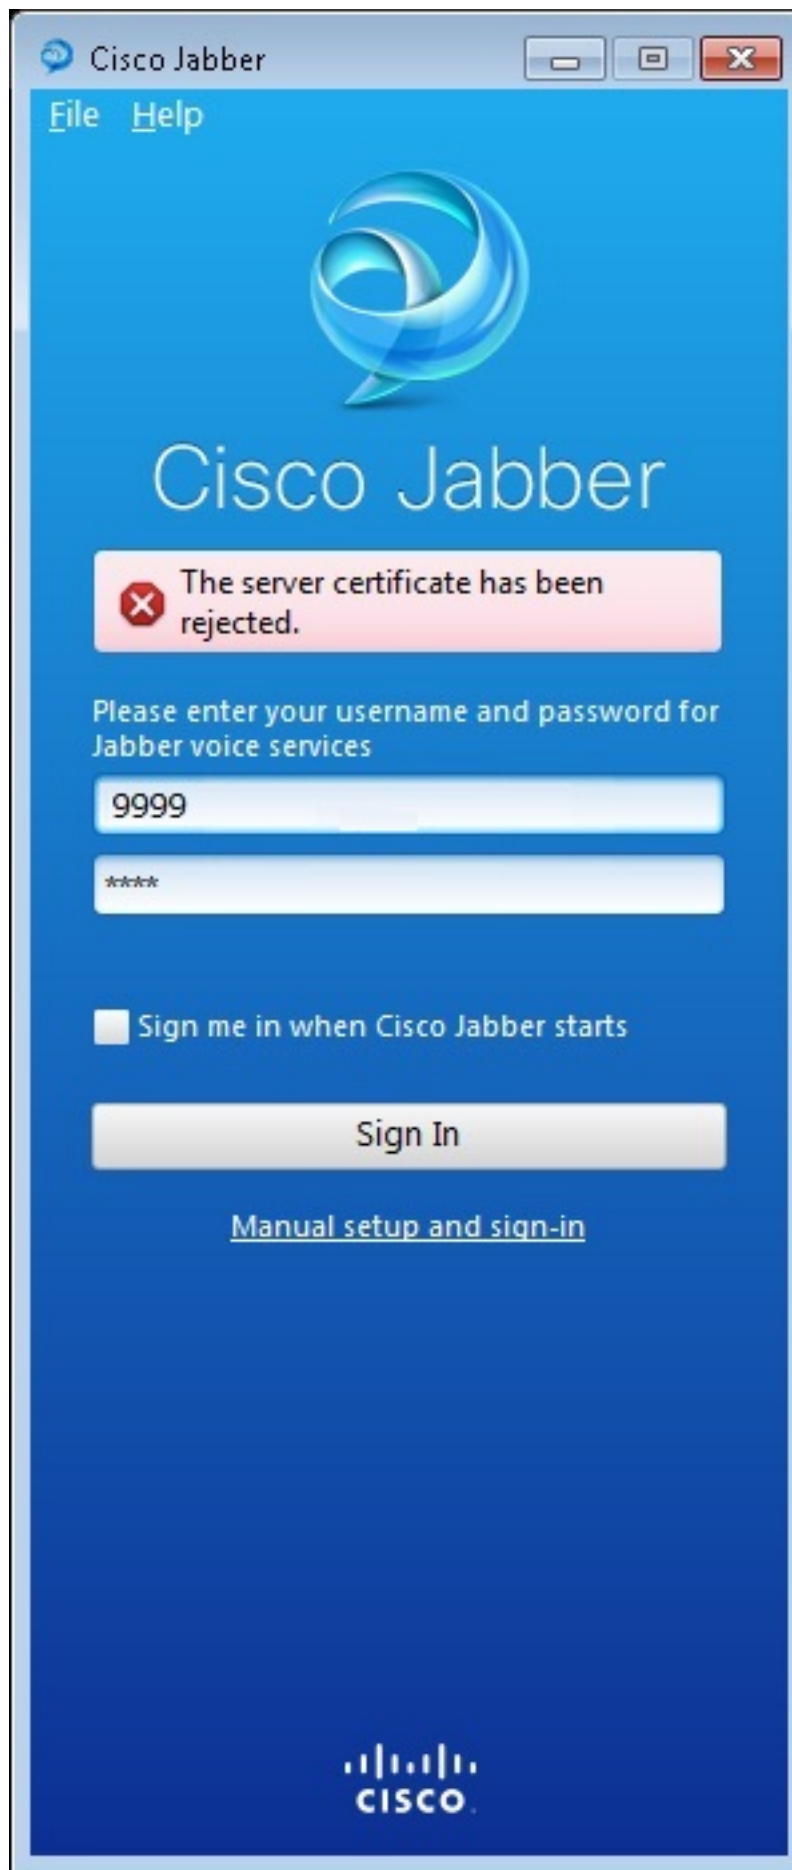 Cisco Jabber
File Help
Cisco Jabber
The server certificate has been
rejected.
Please enter your username and password for
Jabber voice services
9999
****
Sign me in when Cisco Jabber starts
Sign In
Manual setup and sign-in
CISCO.